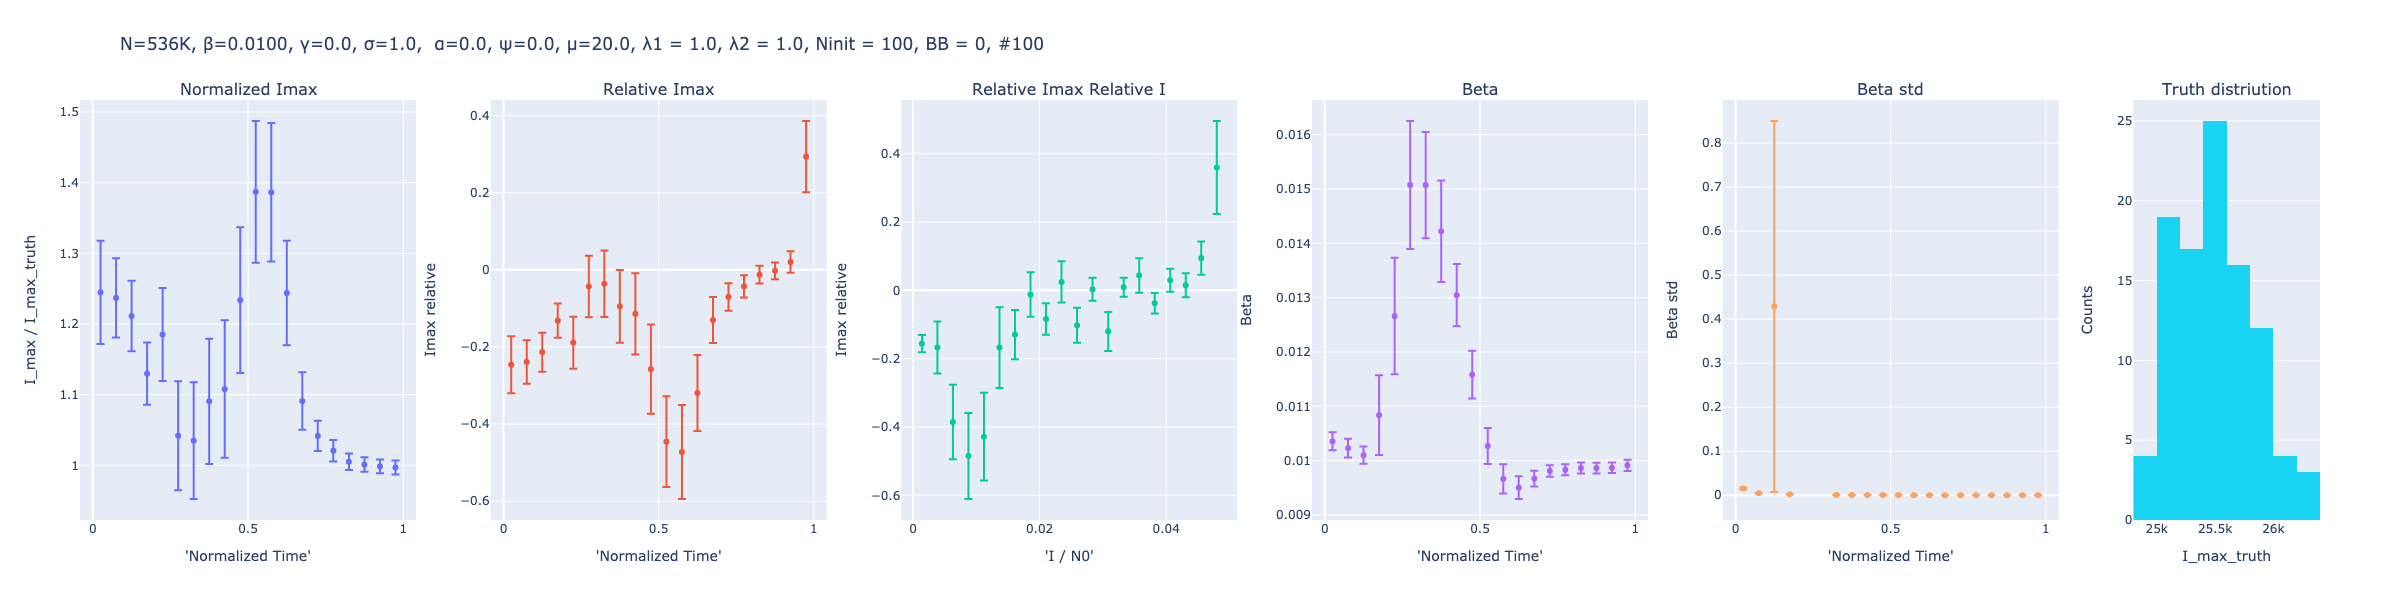 N=536K, β=0.0100, γ=0.0, σ=1.0, α=0.0, ψ=0.0, μ=20.0, λ1 = 1.0, λ2 = 1.0, Ninit = 100, BB = 0, #100
Normalized Imax
1.5
1.4
1.3
1.2
1.1
1
I_max / I_max_truth
0
0.5
1
'Normalized Time'
Relative Imax
0.4
0.2
0
−0.2
−0.4
−0.6
Imax relative
0
0.5
1
'Normalized Time'
Relative Imax Relative I
0.4
0.2
0
−0.2
−0.4
−0.6
Imax relative
0
0.02
0.04
'I / N0'
Beta
0.016
0.015
0.014
0.013
0.012
0.011
0.01
0.009
Beta
0
0.5
1
'Normalized Time'
Beta std
0.8
0.7
0.6
0.5
0.4
0.3
0.2
0.1
0
Beta std
0
0.5
1
'Normalized Time'
Truth distriution
25
20
15
10
5
0
Counts
25k
25.5k
26k
I_max_truth